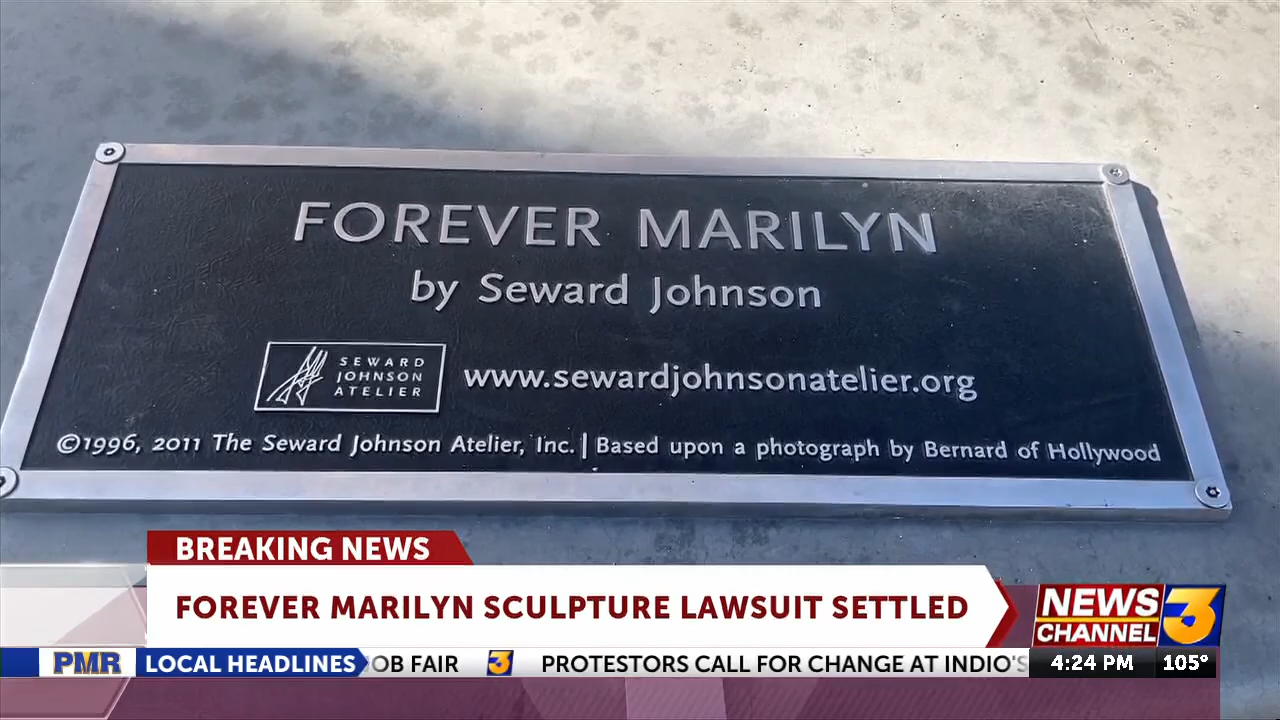 FOREVER MARILYN
by Seward Johnson
SEWARD
JOHNSON
ATELIER
www.sewardjohnsonatelier.org
©1996, 2011 The Seward Johnson Atelier, Inc. | Based upon a photograph by Bernard of Hollywood
BREAKING NEWS
FOREVER MARILYN SCULPTURE LAWSUIT SETTLED
NEWS
CHANNEL 3
PMR LOCAL HEADLINES JOB FAIR 3 PROTESTORS CALL FOR CHANGE AT INDIO'S 4:24 PM 105°